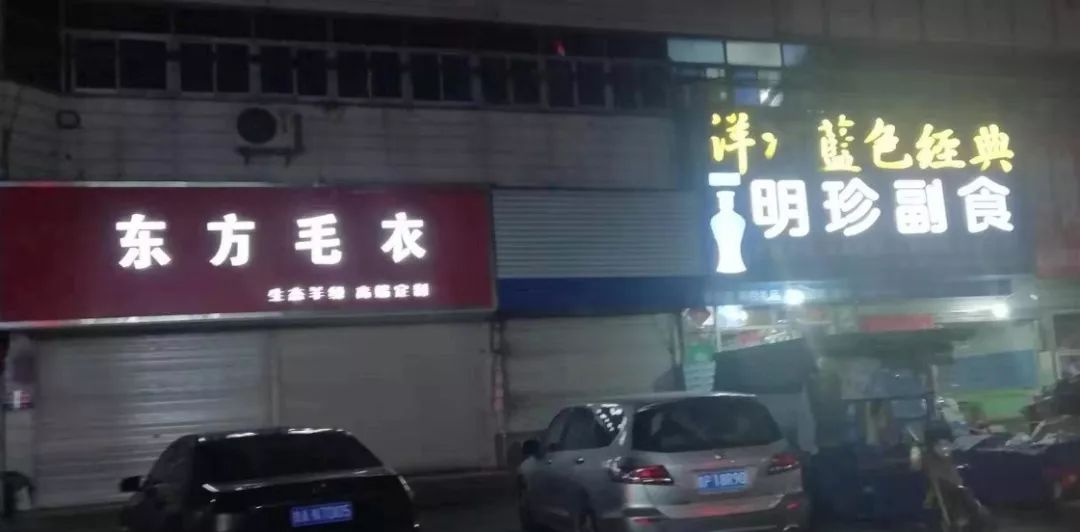 东方毛衣
生态羊绒 高端定制
洋 蓝色经典
明珍副食